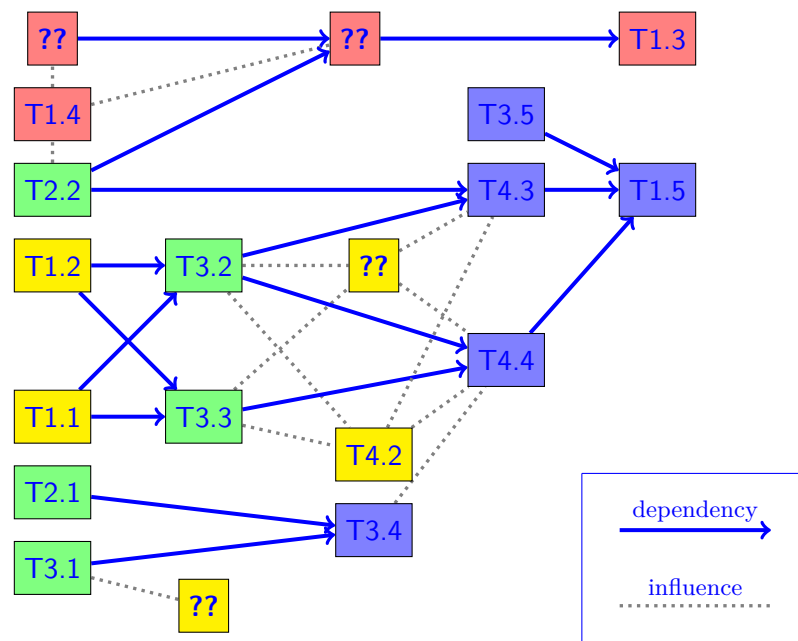 ??
??
T1.3
T1.4
T3.5
T2.2
T4.3
T1.5
T1.2
T3.2
??
T4.4
T1.1
T3.3
T4.2
T2.1
T3.4
dependency
T3.1
influence
??